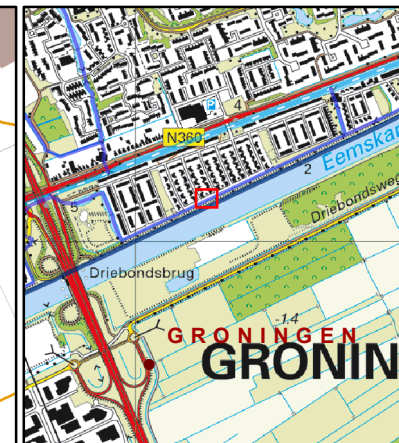 4
N360
Eemskan
2
5
Driebondsweg
Driebondsbrug
-1.4
GRONINGEN
GRONIN